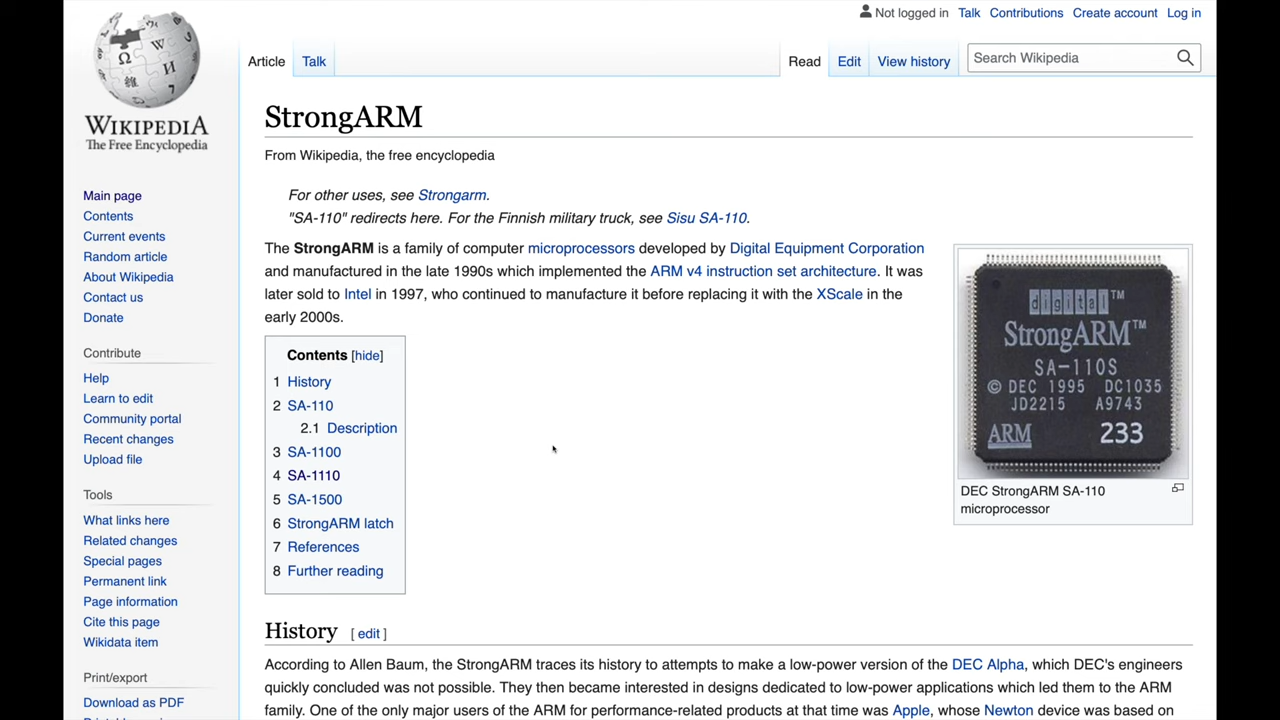 Not logged in Talk Contributions Create account Log in
Article Talk Read Edit View history Search Wikipedia
WIKIPEDIA
The Free Encyclopedia
Main page
Contents
Current events
Random article
About Wikipedia
Contact us
Donate
Contribute
Help
Learn to edit
Community portal
Recent changes
Upload file
Tools
What links here
Related changes
Special pages
Permanent link
Page information
Cite this page
Wikidata item
Print/export
Download as PDF
StrongARM
From Wikipedia, the free encyclopedia
For other uses, see Strongarm.
"SA-110" redirects here. For the Finnish military truck, see Sisu SA-110.
The StrongARM is a family of computer microprocessors developed by Digital Equipment Corporation
and manufactured in the late 1990s which implemented the ARM v4 instruction set architecture. It was
later sold to Intel in 1997, who continued to manufacture it before replacing it with the XScale in the
early 2000s.
digital™
StrongARM™
SA-110S
© DEC 1995 DC1035
JD2215 A9743
ARM 233
DEC StrongARM SA-110
microprocessor
Contents [hide]
1 History
2 SA-110
2.1 Description
3 SA-1100
4 SA-1110
5 SA-1500
6 StrongARM latch
7 References
8 Further reading
History [ edit ]
According to Allen Baum, the StrongARM traces its history to attempts to make a low-power version of the DEC Alpha, which DEC's engineers
quickly concluded was not possible. They then became interested in designs dedicated to low-power applications which led them to the ARM
family. One of the only major users of the ARM for performance-related products at that time was Apple, whose Newton device was based on